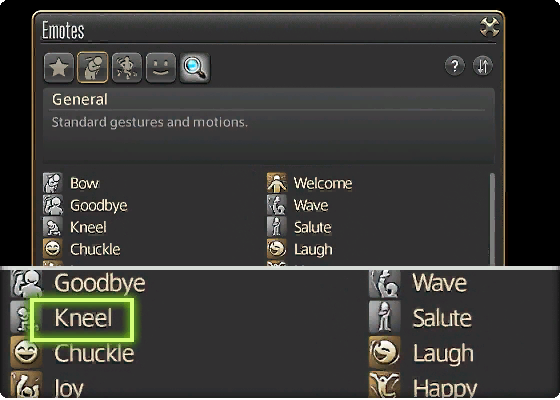 Emotes
?
General
Standard gestures and motions.
Bow Welcome
Goodbye Wave
Kneel Salute
Chuckle Laugh
Goodbye Wave
Kneel Salute
Chuckle Laugh
Joy Happy